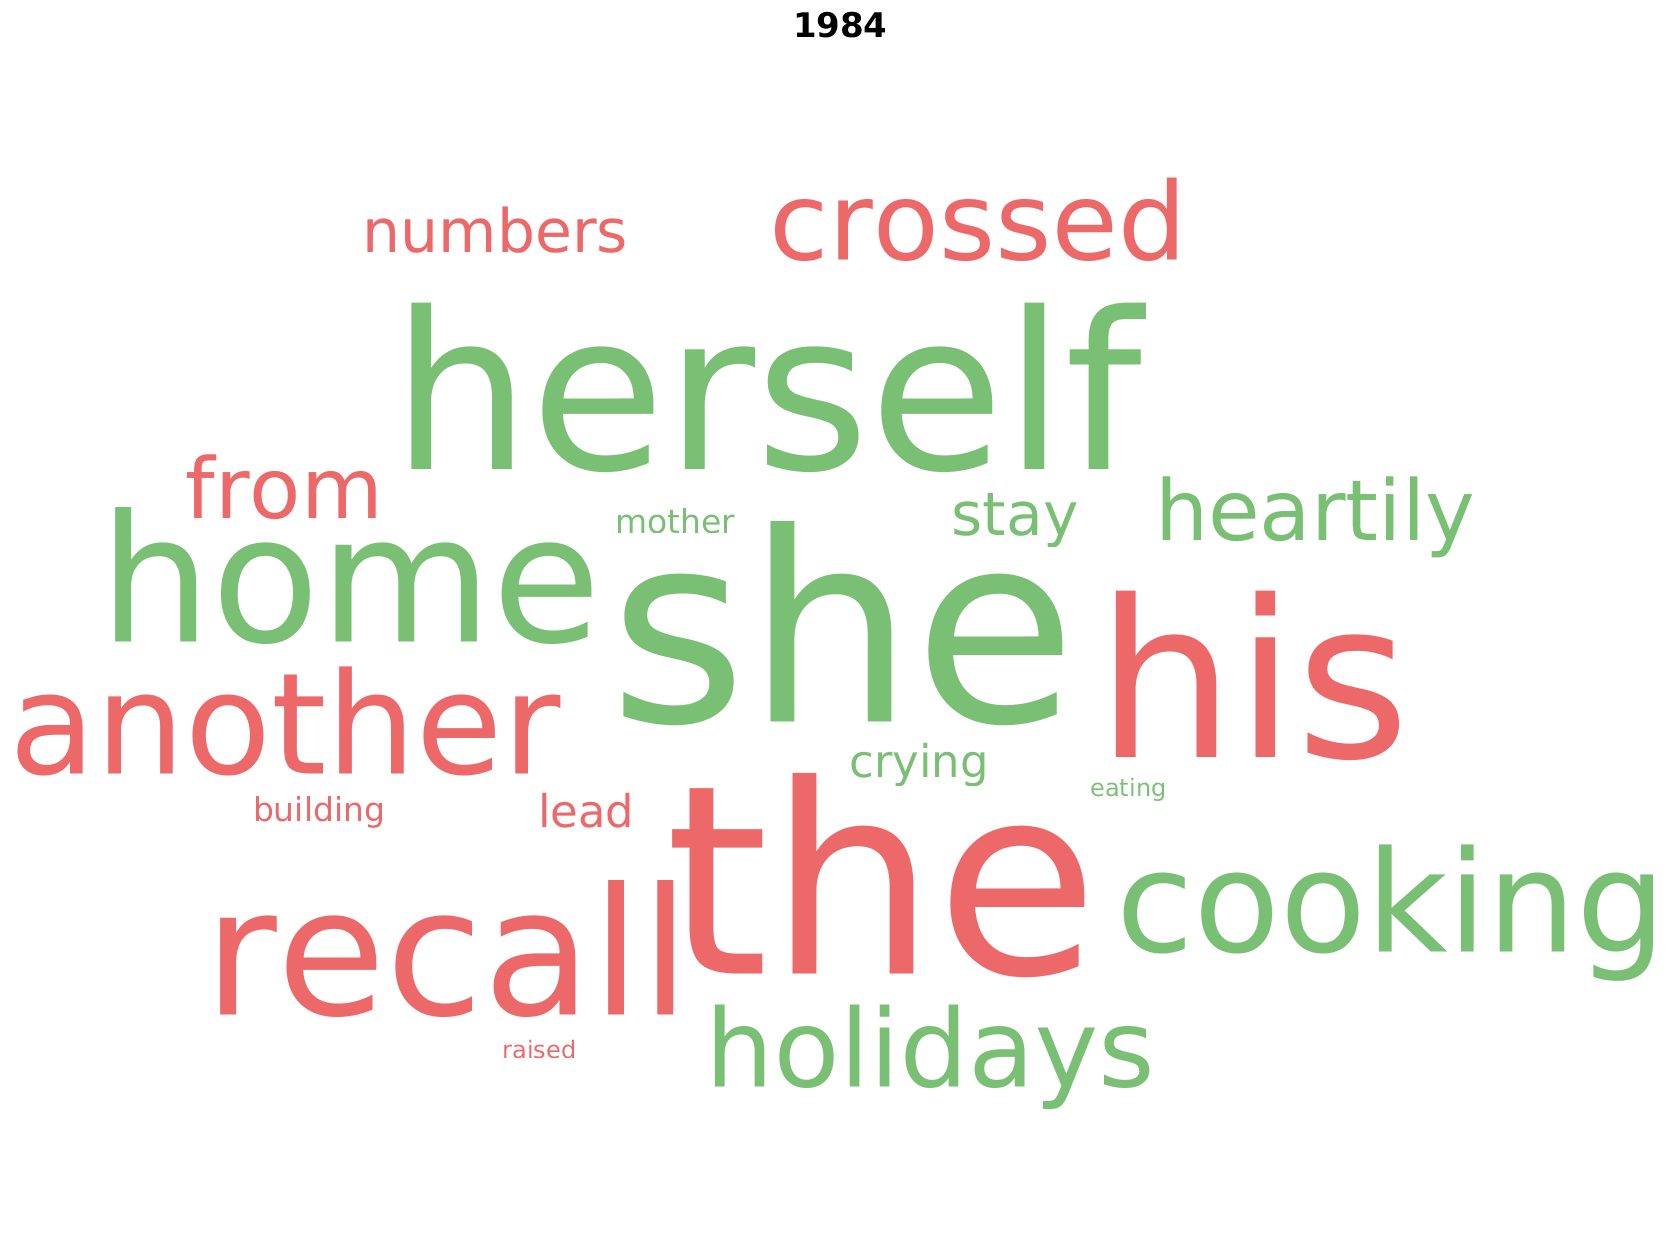 1984
numbers crossed
herself
from mother stay heartily
home she his
another crying eating
building lead the cooking
recall
raised holidays